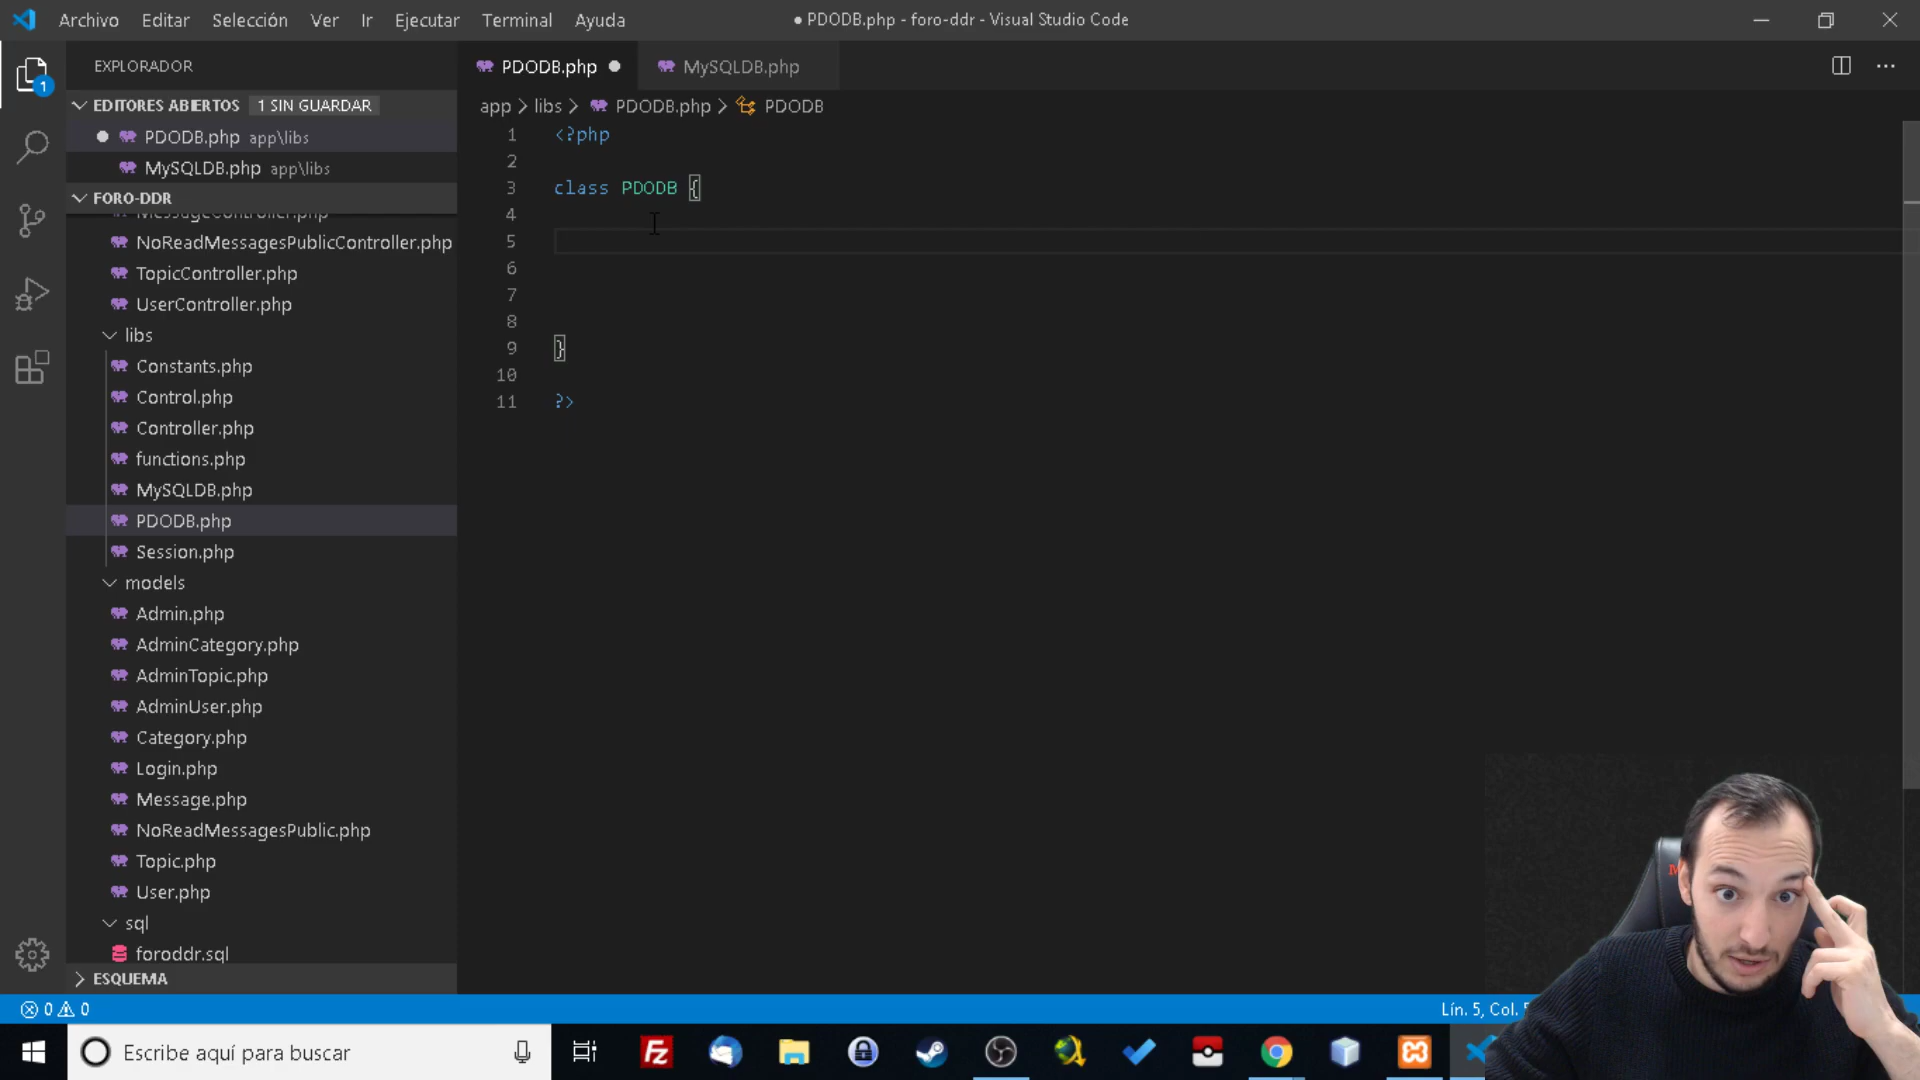 Archivo Editar Selección Ver Ir Ejecutar Terminal Ayuda
● PDODB.php - foro-ddr - Visual Studio Code
EXPLORADOR
1
EDITORES ABIERTOS 1 SIN GUARDAR
PDODB.php app\libs
MySQLDB.php app\libs
FORO-DDR
MessageController.php
NoReadMessagesPublicController.php
TopicController.php
UserController.php
libs
Constants.php
Control.php
Controller.php
functions.php
MySQLDB.php
PDODB.php
Session.php
models
Admin.php
AdminCategory.php
AdminTopic.php
AdminUser.php
Category.php
Login.php
Message.php
NoReadMessagesPublic.php
Topic.php
User.php
sql
foroddr.sql
ESQUEMA
PDODB.php MySQLDB.php
app > libs > PDODB.php > PDODB
1 <?php
2
3 class PDODB {
4
5
6
7
8
9 }
10
11 ?>
0 0
Lín. 5, Col.
Escribe aquí para buscar